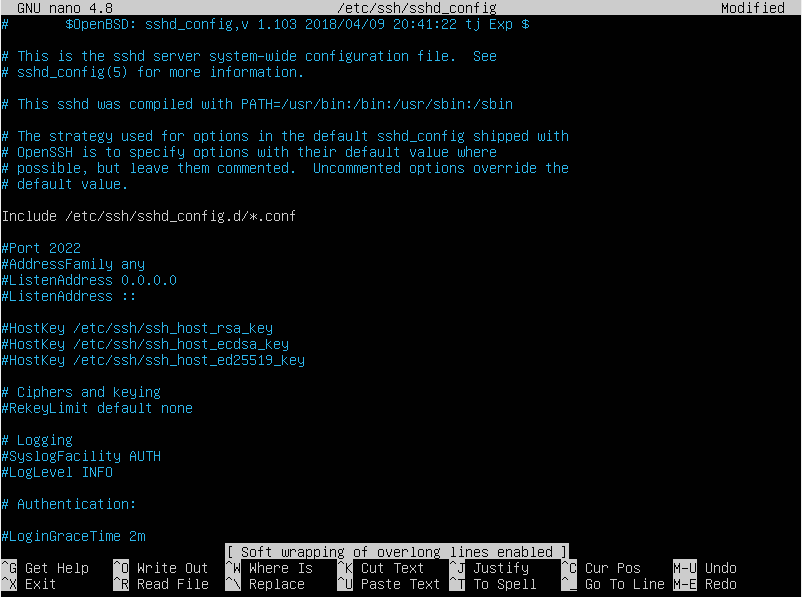 GNU nano 4.8 /etc/ssh/sshd_config Modified
# $OpenBSD: sshd_config,v 1.103 2018/04/09 20:41:22 tj Exp $
# This is the sshd server system-wide configuration file. See
# sshd_config(5) for more information.
# This sshd was compiled with PATH=/usr/bin:/bin:/usr/sbin:/sbin
# The strategy used for options in the default sshd_config shipped with
# OpenSSH is to specify options with their default value where
# possible, but leave them commented. Uncommented options override the
# default value.
Include /etc/ssh/sshd_config.d/*.conf
#Port 2022
#AddressFamily any
#ListenAddress 0.0.0.0
#ListenAddress ::
#HostKey /etc/ssh/ssh_host_rsa_key
#HostKey /etc/ssh/ssh_host_ecdsa_key
#HostKey /etc/ssh/ssh_host_ed25519_key
# Ciphers and keying
#RekeyLimit default none
# Logging
#SyslogFacility AUTH
#LogLevel INFO
# Authentication:
#LoginGraceTime 2m
[ Soft wrapping of overlong lines enabled ]
^G Get Help ^O Write Out ^W Where Is ^K Cut Text ^J Justify ^C Cur Pos M-U Undo
^X Exit ^R Read File ^\ Replace ^U Paste Text ^T To Spell ^_ Go To Line M-E Redo